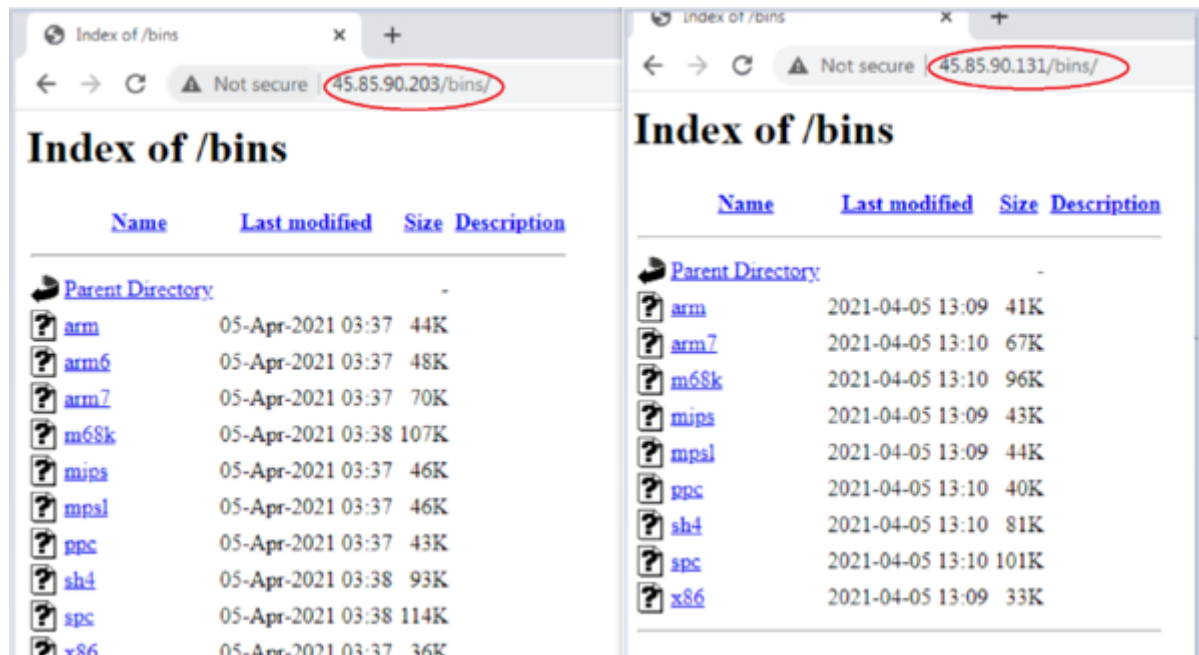 Index of /bins
Not secure | 45.85.90.203/bins/
Index of /bins
Name Last modified Size Description
Parent Directory -
arm 05-Apr-2021 03:37 44K
arm6 05-Apr-2021 03:37 48K
arm7 05-Apr-2021 03:37 70K
m68k 05-Apr-2021 03:38 107K
mips 05-Apr-2021 03:37 46K
mpsl 05-Apr-2021 03:37 46K
ppc 05-Apr-2021 03:37 43K
sh4 05-Apr-2021 03:38 93K
spc 05-Apr-2021 03:38 114K
x86 05-Apr-2021 03:37 36K
Index of /bins
Not secure | 45.85.90.131/bins/
Index of /bins
Name Last modified Size Description
Parent Directory -
arm 2021-04-05 13:09 41K
arm7 2021-04-05 13:10 67K
m68k 2021-04-05 13:10 96K
mips 2021-04-05 13:09 43K
mpsl 2021-04-05 13:09 44K
ppc 2021-04-05 13:10 40K
sh4 2021-04-05 13:10 81K
spc 2021-04-05 13:10 101K
x86 2021-04-05 13:09 33K